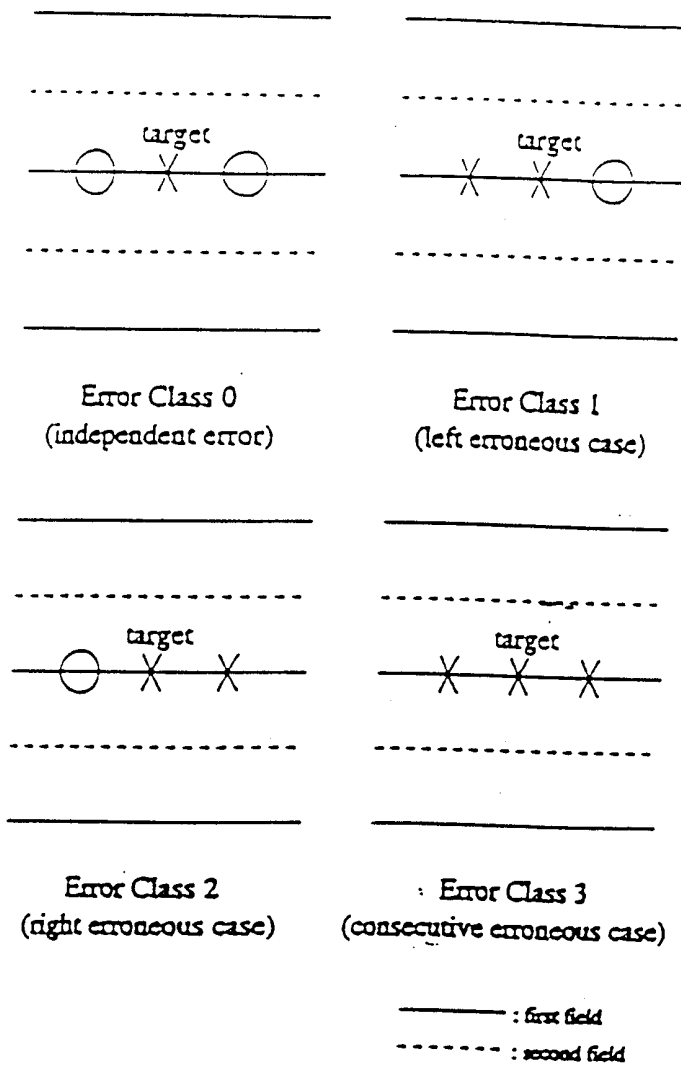 target
target
Error Class 0
(independent error)
Error Class 1
(left erroneous case)
target
target
Error Class 2
(right erroneous case)
Error Class 3
(consecutive erroneous case)
: first field
: second field